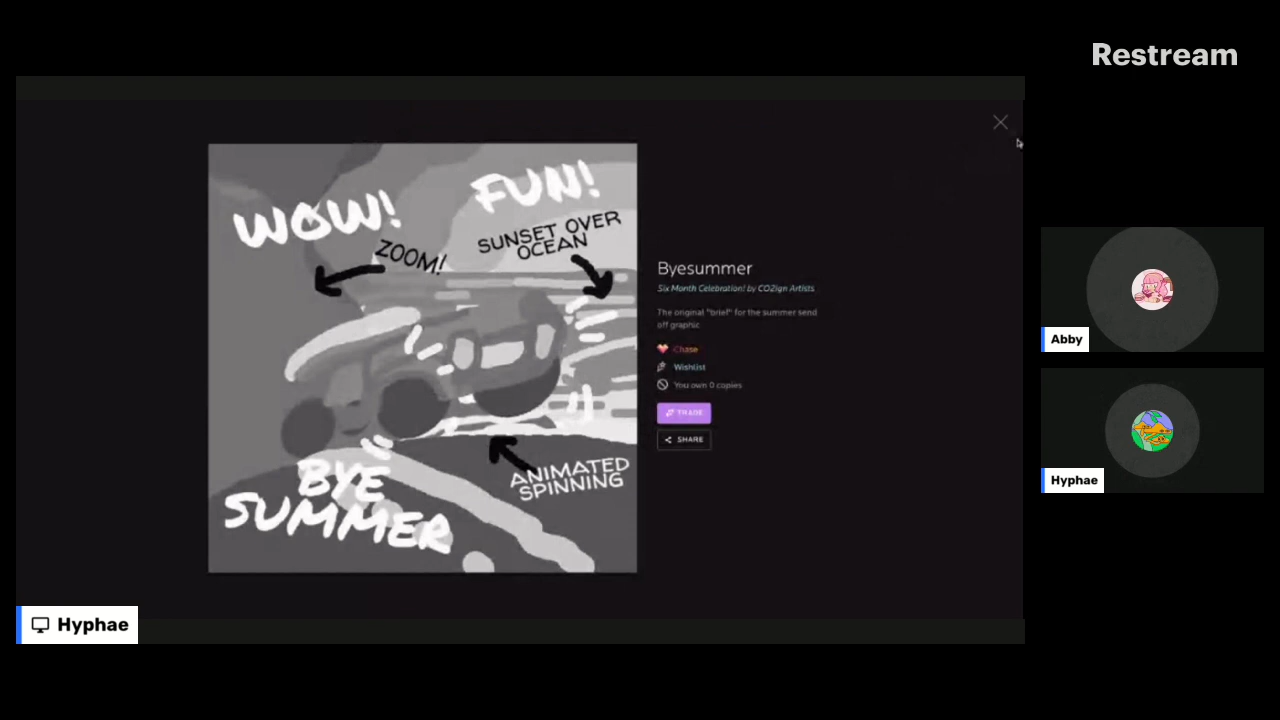 Restream
WOW!
FUN!
ZOOM!
SUNSET OVER
OCEAN
BYE
SUMMER
ANIMATED
SPINNING
Byesummer
Six Month Celebration! by COZign Artists
The original "brief" for the summer send
off graphic
Chase
Wishlist
You own 0 copies
TRADE
SHARE
Abby
Hyphae
Hyphae